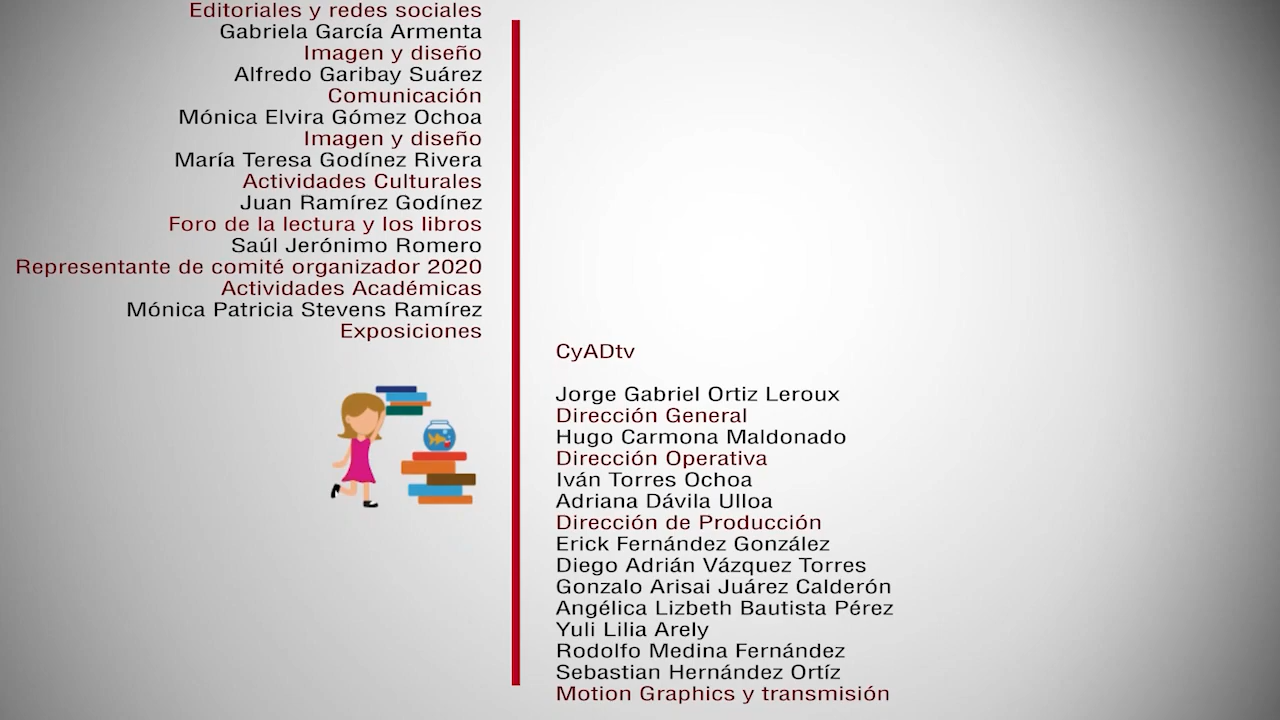 Editoriales y redes sociales
Gabriela García Armenta
Imagen y diseño
Alfredo Garibay Suárez
Comunicación
Mónica Elvira Gómez Ochoa
Imagen y diseño
María Teresa Godínez Rivera
Actividades Culturales
Juan Ramírez Godínez
Foro de la lectura y los libros
Saúl Jerónimo Romero
Representante de comité organizador 2020
Actividades Académicas
Mónica Patricia Stevens Ramírez
Exposiciones
CyADtv
Jorge Gabriel Ortiz Leroux
Dirección General
Hugo Carmona Maldonado
Dirección Operativa
Iván Torres Ochoa
Adriana Dávila Ulloa
Dirección de Producción
Erick Fernández González
Diego Adrián Vázquez Torres
Gonzalo Arisai Juárez Calderón
Angélica Lizbeth Bautista Pérez
Yuli Lilia Arely
Rodolfo Medina Fernández
Sebastian Hernández Ortíz
Motion Graphics y transmisión